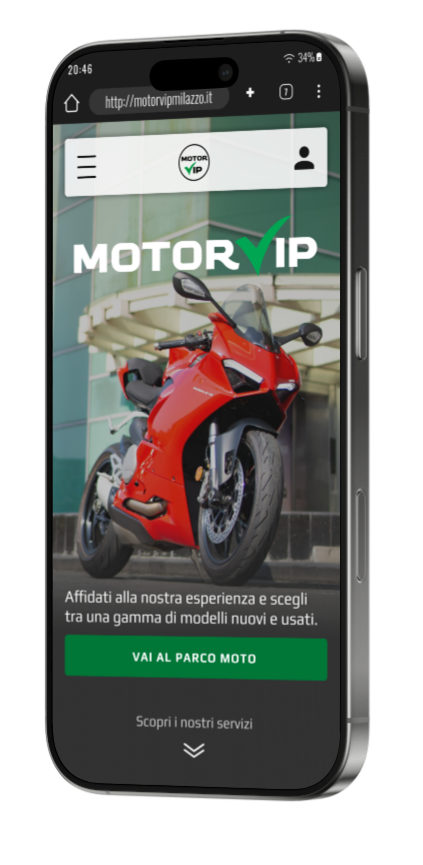 20:46
34%
http://motorvipmilazzo.it
7
MOTOR
VIP
MOTORVIP
Affidati alla nostra esperienza e scegli
tra una gamma di modelli nuovi e usati.
VAI AL PARCO MOTO
Scopri i nostri servizi